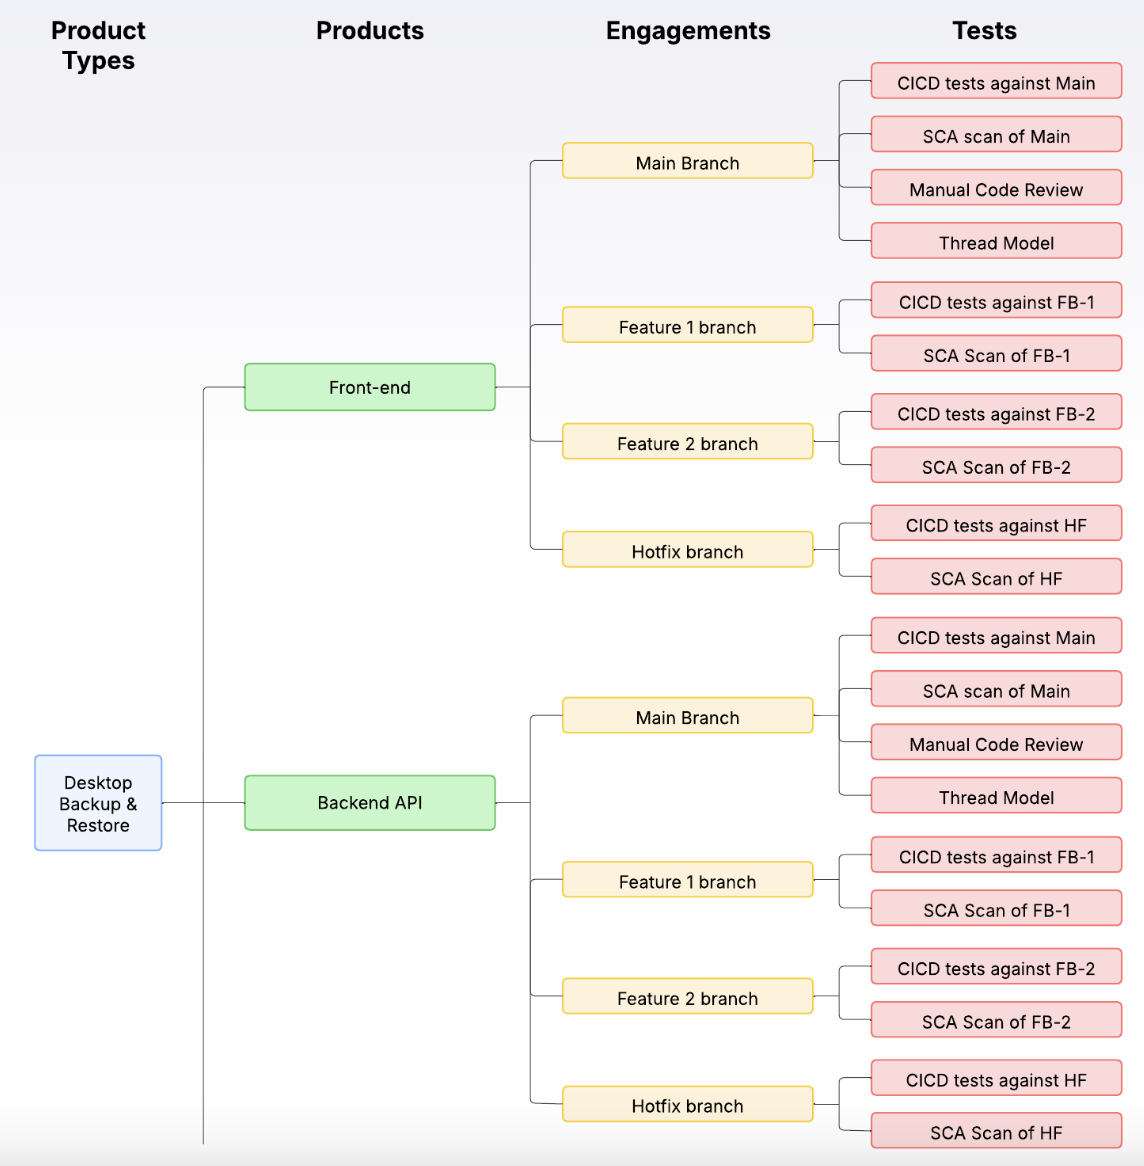 Product
Types
Products
Engagements
Tests
CICD tests against Main
SCA scan of Main
Main Branch
Manual Code Review
Thread Model
CICD tests against FB-1
Feature 1 branch
SCA Scan of FB-1
Front-end
CICD tests against FB-2
Feature 2 branch
SCA Scan of FB-2
CICD tests against HF
Hotfix branch
SCA Scan of HF
CICD tests against Main
SCA scan of Main
Main Branch
Manual Code Review
Thread Model
Desktop
Backup &
Restore
Backend API
CICD tests against FB-1
Feature 1 branch
SCA Scan of FB-1
CICD tests against FB-2
Feature 2 branch
SCA Scan of FB-2
CICD tests against HF
Hotfix branch
SCA Scan of HF